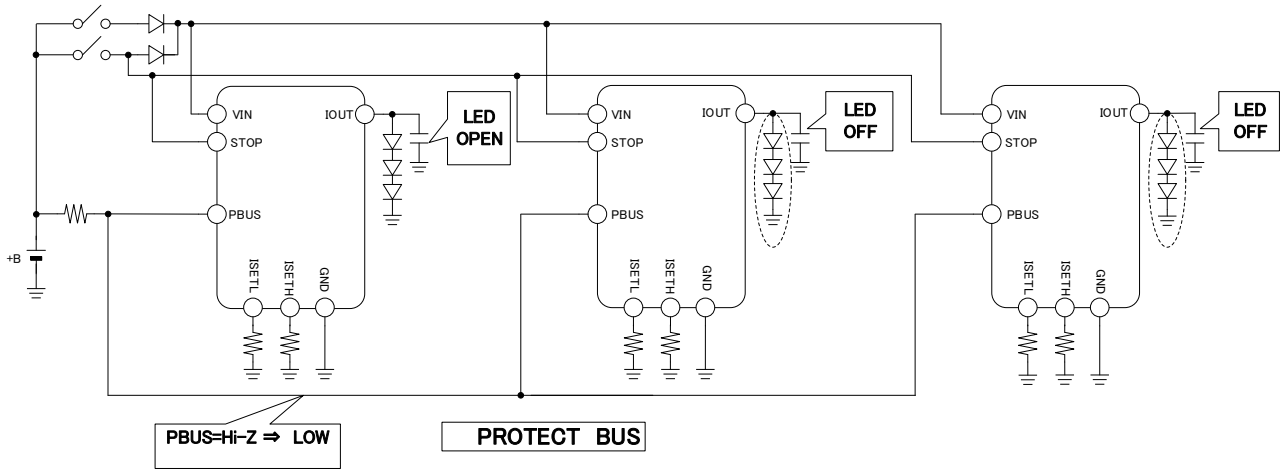 VIN
STOP
IOUT
LED
OPEN
PBUS
ISETL
ISETH
GND
VIN
STOP
IOUT
LED
OFF
PBUS
ISETL
ISETH
GND
VIN
STOP
IOUT
LED
OFF
PBUS
ISETL
ISETH
GND
+B
PBUS=Hi-Z ⇒ LOW
PROTECT BUS